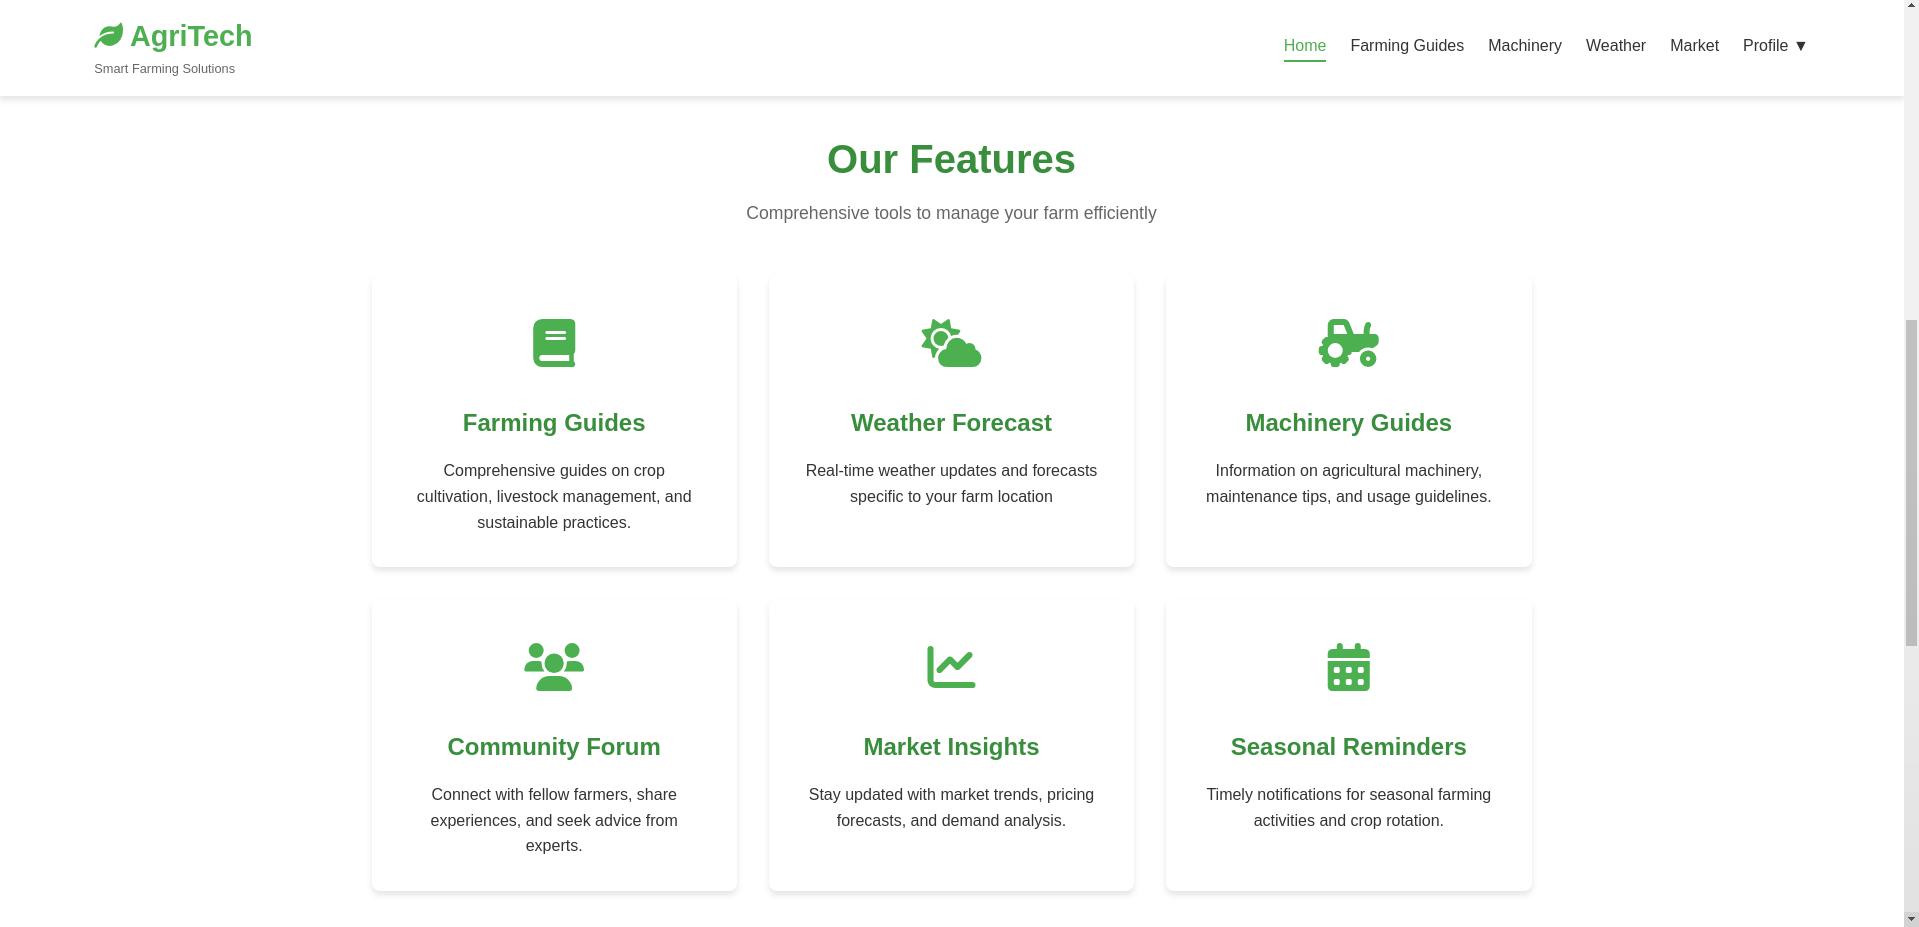 AgriTech
Smart Farming Solutions
Home Farming Guides Machinery Weather Market Profile ▼
Our Features
Comprehensive tools to manage your farm efficiently
Farming Guides
Comprehensive guides on crop
cultivation, livestock management, and
sustainable practices.
Weather Forecast
Real-time weather updates and forecasts
specific to your farm location
Machinery Guides
Information on agricultural machinery,
maintenance tips, and usage guidelines.
Community Forum
Connect with fellow farmers, share
experiences, and seek advice from
experts.
Market Insights
Stay updated with market trends, pricing
forecasts, and demand analysis.
Seasonal Reminders
Timely notifications for seasonal farming
activities and crop rotation.